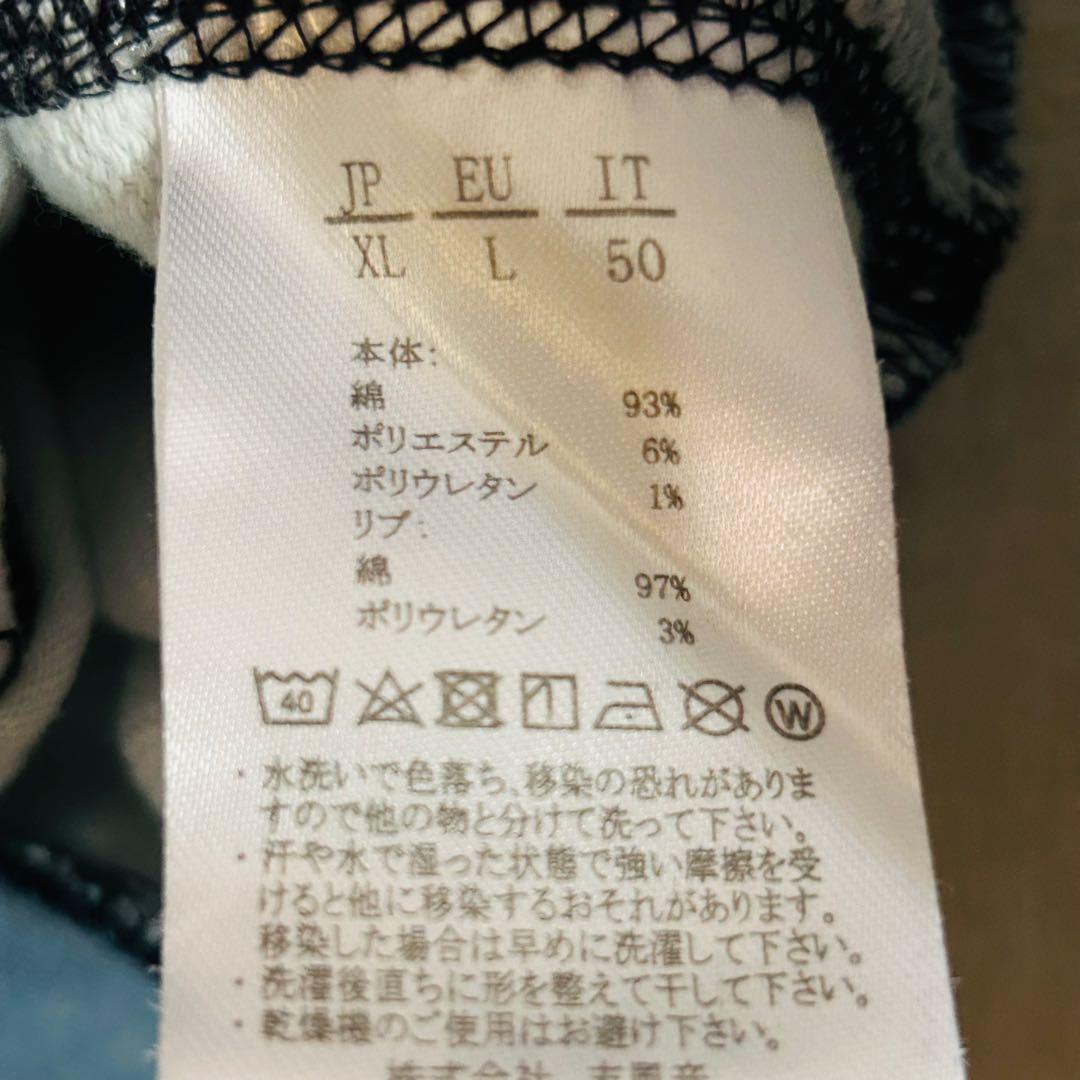 JP EU IT
XL L 50
本体:
綿 93%
ポリエステル 6%
ポリウレタン 1%
リブ:
綿 97%
ポリウレタン 3%
40 W
・水洗いで色落ち、移染の恐れがありま
すので他の物と分けて洗って下さい。
・汗や水で湿った状態で強い摩擦を受
けると他に移染するおそれがあります。
移染した場合は早めに洗濯して下さい。
・洗濯後直ちに形を整えて干して下さい。
・乾燥機のご使用はお避け下さい。
株式会社